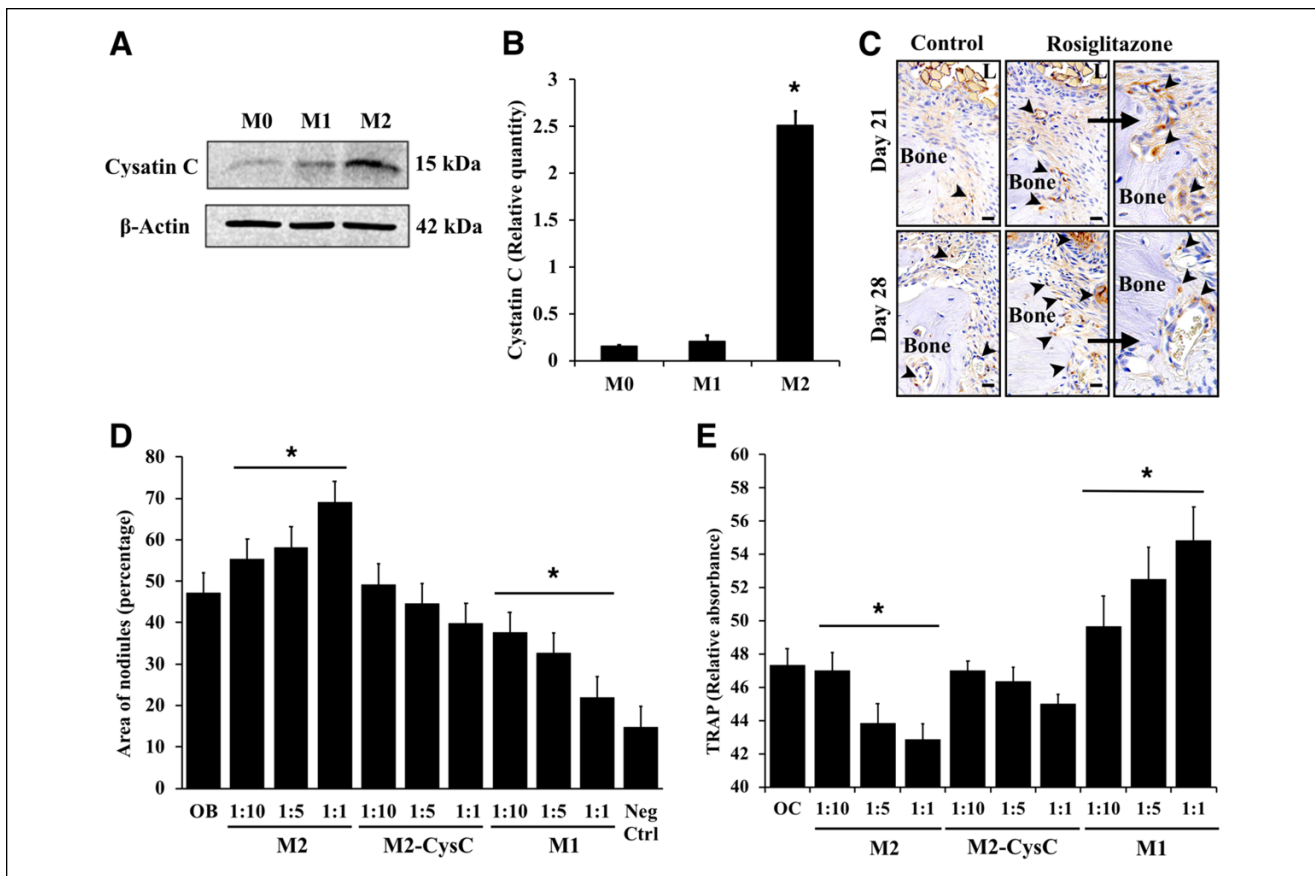 A
M0 M1 M2
Cysatin C
15 kDa
β-Actin
42 kDa
B
Cystatin C (Relative quantity)
3
2.5
2
1.5
1
0.5
0
*
M0 M1 M2
C
Control Rosiglitazone
Day 21
L L
Bone Bone Bone
Day 28
Bone Bone Bone
D
Area of nodiules (percentage)
80
70
60
50
40
30
20
10
0
* *
OB 1:10 1:5 1:1 1:10 1:5 1:1 1:10 1:5 1:1 Neg
Ctrl
M2 M2-CysC M1
E
TRAP (Relative absorbance)
60
58
56
54
52
50
48
46
44
42
40
* *
OC 1:10 1:5 1:1 1:10 1:5 1:1 1:10 1:5 1:1
M2 M2-CysC M1